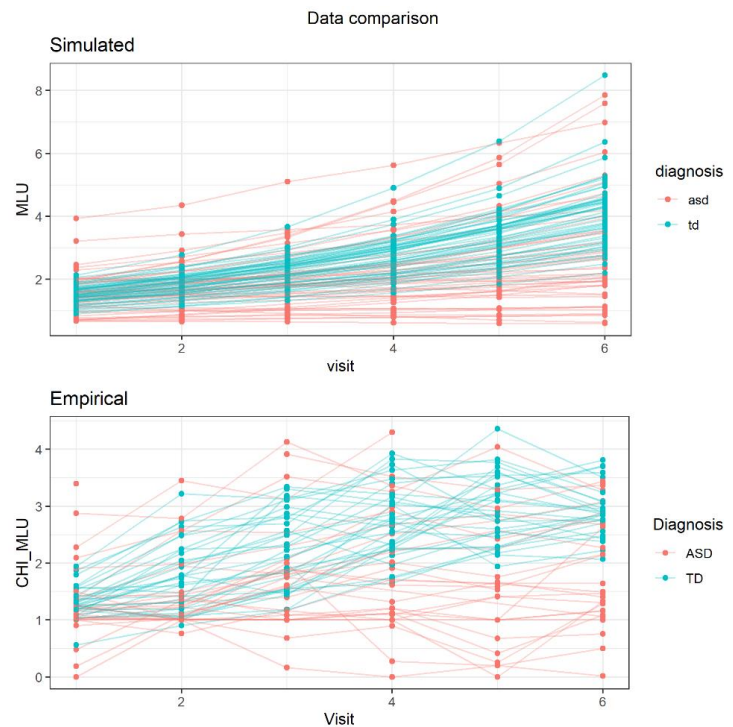 Data comparison
Simulated
8
6
4
2
MLU
2
4
6
visit
diagnosis
asd
td
Empirical
4
3
2
1
0
CHI_MLU
2
4
6
Visit
Diagnosis
ASD
TD